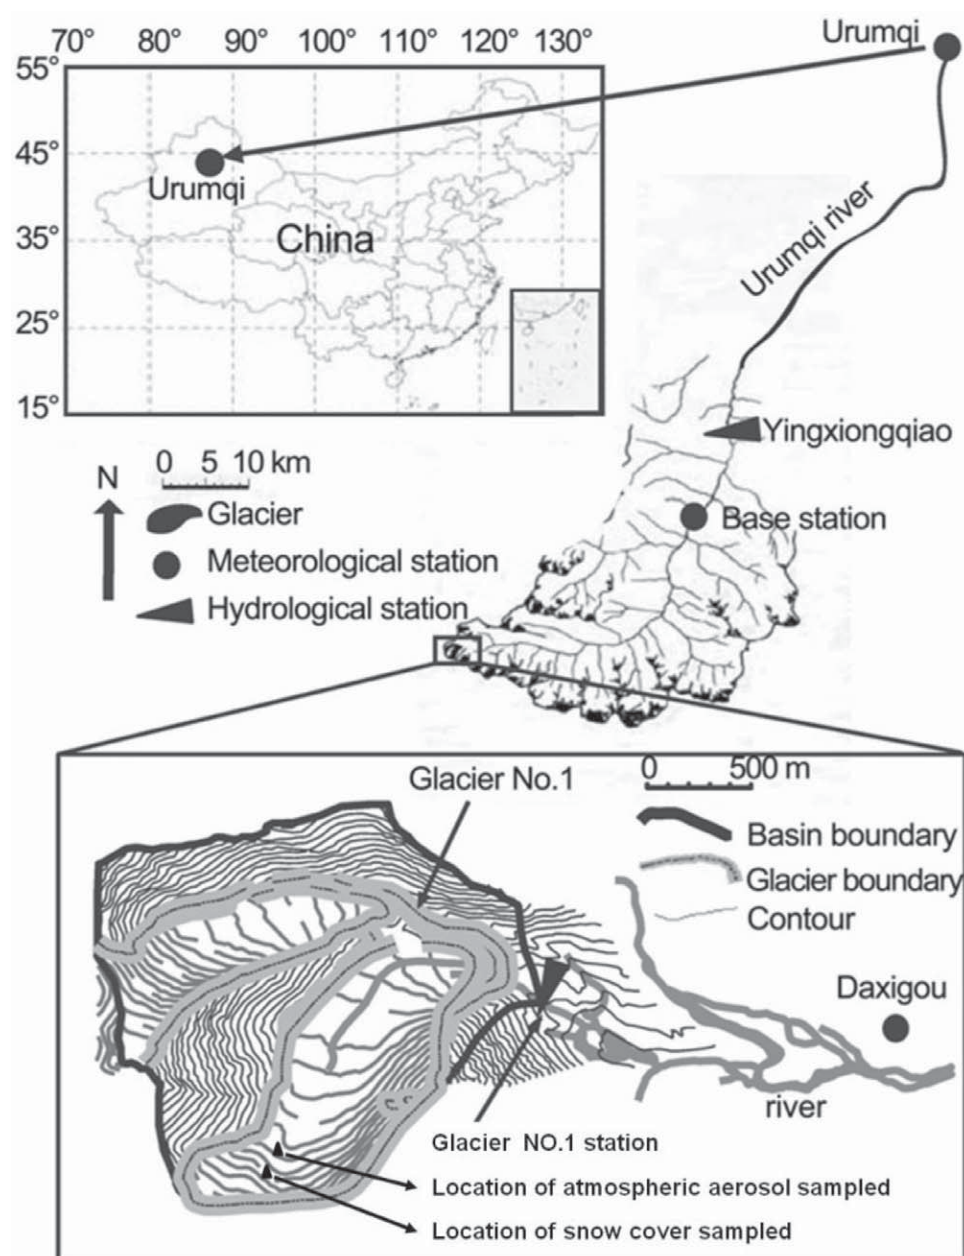 70° 80° 90° 100° 110° 120° 130°
Urumqi
55°
45°
35°
25°
15°
Urumqi
China
Urumqi river
Yingxiongqiao
Base station
N
0 5 10 km
Glacier
Meteorological station
Hydrological station
Glacier No.1
0 500 m
Basin boundary
Glacier boundary
Contour
Daxigou
river
Glacier NO.1 station
Location of atmospheric aerosol sampled
Location of snow cover sampled